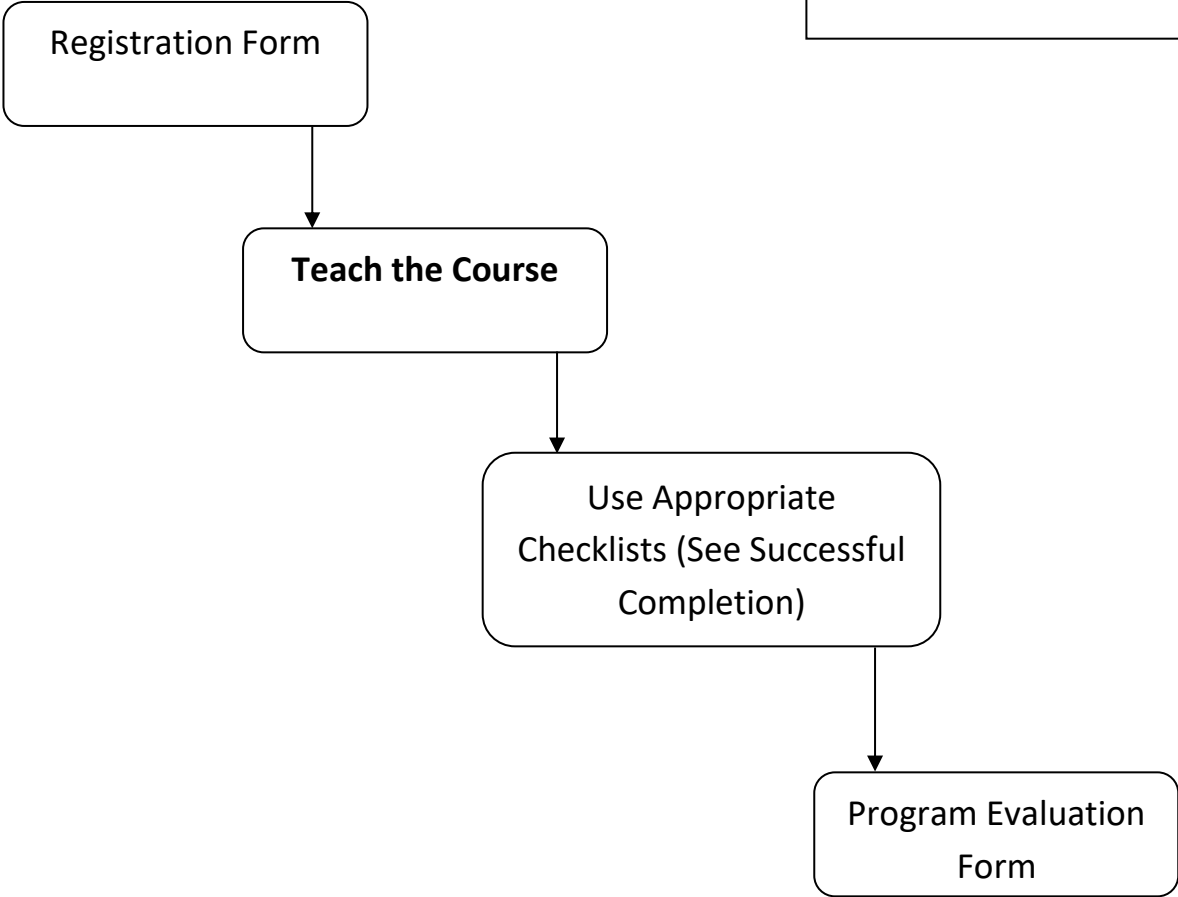 Registration Form
Teach the Course
Use Appropriate
Checklists (See Successful
Completion)
Program Evaluation
Form